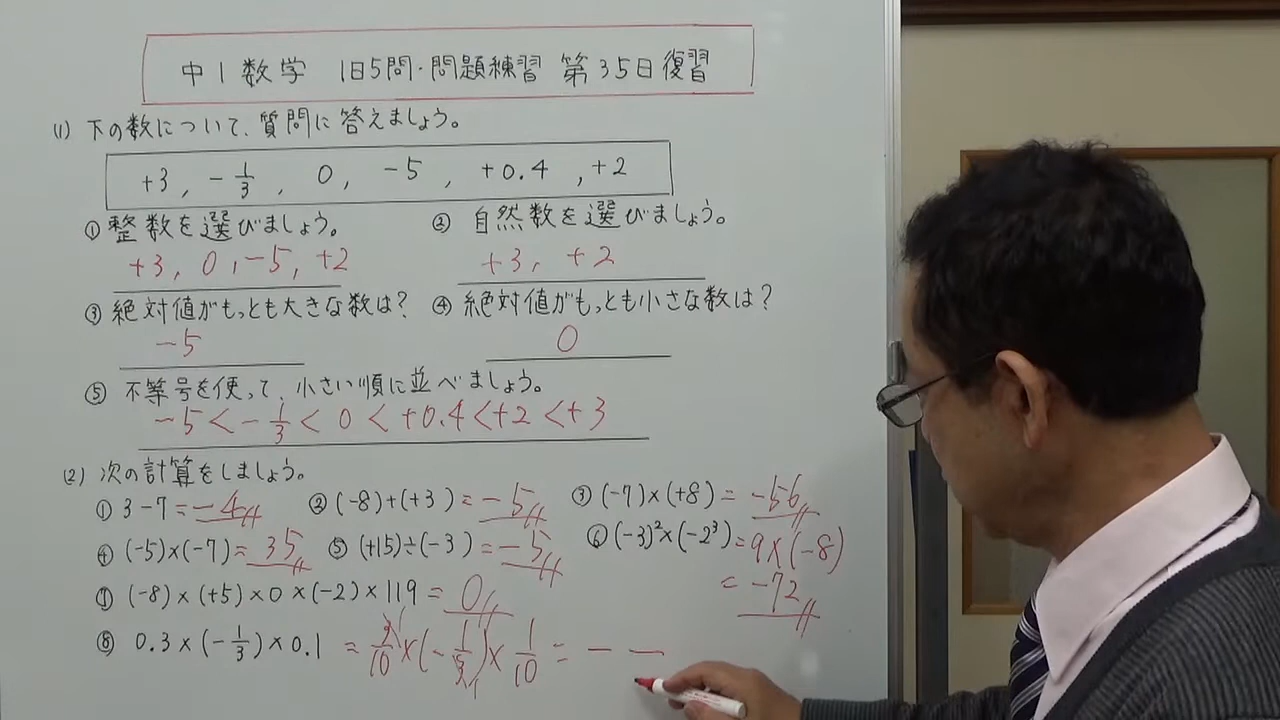 中1数学 1日5問・問題練習 第35日復習
(1) 下の数について、質問に答えましょう。
+3, -1/3, 0, -5, +0.4, +2
① 整数を選びましょう。 ② 自然数を選びましょう。
+3, 0, -5, +2 +3, +2
③ 絶対値がもっとも大きな数は? ④ 絶対値がもっとも小さな数は?
-5 0
⑤ 不等号を使って、小さい順に並べましょう。
-5 < -1/3 < 0 < +0.4 < +2 < +3
(2) 次の計算をしましょう。
① 3-7 = -4 ② (-8)+(+3) = -5 ③ (-7)×(+8) = -56
④ (-5)×(-7) = 35 ⑤ (+15)÷(-3) = -5 ⑥ (-3)²×(-2³) = 9×(-8)
= -72
⑦ (-8)×(+5)×0×(-2)×119 = 0
⑧ 0.3×(-1/3)×0.1 = 3/10×(-1/3)×1/10 = -